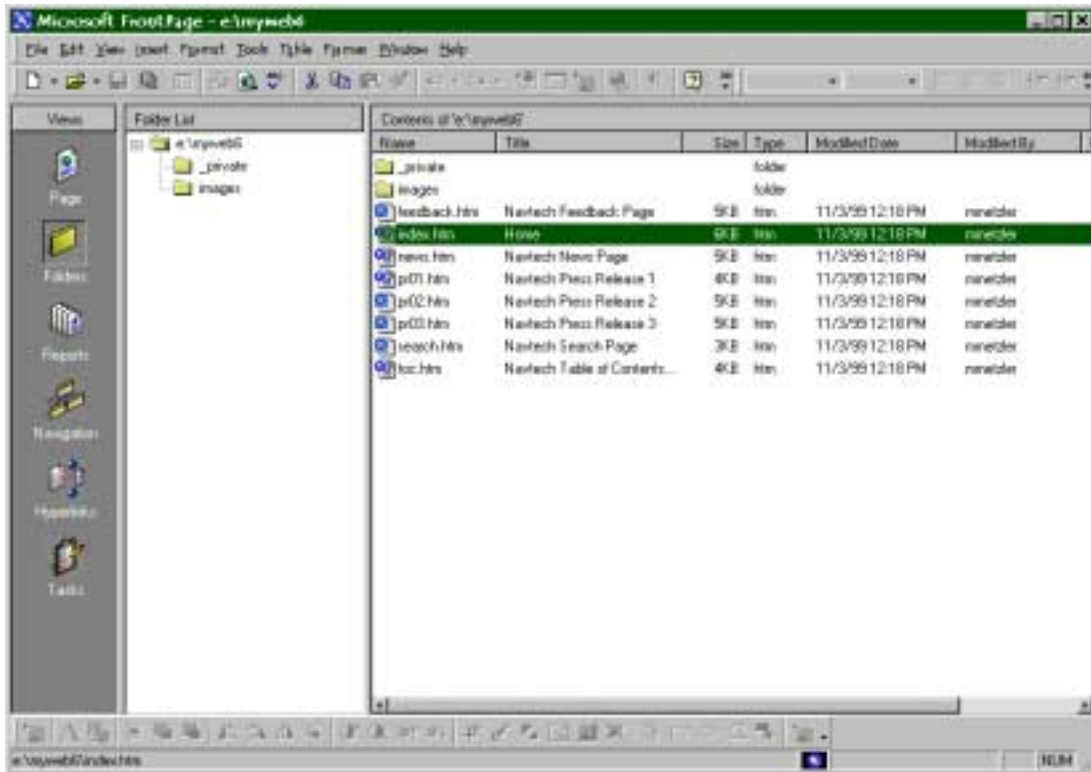 Microsoft FrontPage - e:\myweb6
File Edit View Insert Format Tools Table Frames Window Help
Views
Folder List
Contents of 'e:\myweb6'
Name Title Size Type Modified Date Modified By
e:\myweb6
_private
images
Page
Folders
Reports
Navigation
Hyperlinks
Tasks
_private folder
images folder
feedback.htm Navtech Feedback Page 5KB htm 11/3/99 12:18 PM
index.htm Home 6KB htm 11/3/99 12:18 PM
news.htm Navtech News Page 5KB htm 11/3/99 12:18 PM
pr01.htm Navtech Press Release 1 4KB htm 11/3/99 12:18 PM
pr02.htm Navtech Press Release 2 5KB htm 11/3/99 12:18 PM
pr03.htm Navtech Press Release 3 5KB htm 11/3/99 12:18 PM
search.htm Navtech Search Page 3KB htm 11/3/99 12:18 PM
toc.htm Navtech Table of Contents... 4KB htm 11/3/99 12:18 PM
e:\myweb6\index.htm
NUM